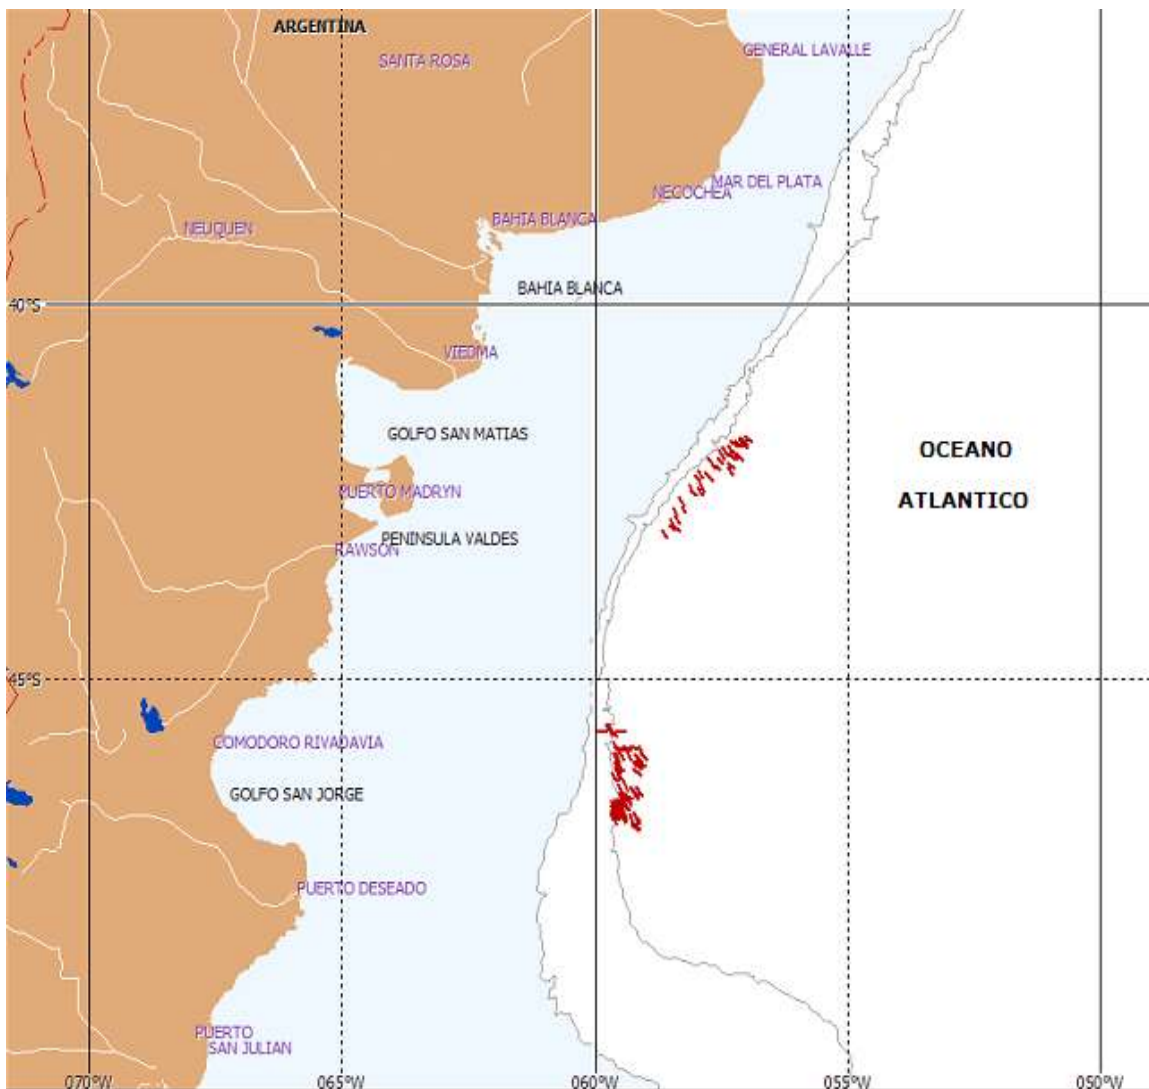 ARGENTINA
GENERAL LAVALLE
SANTA ROSA
MAR DEL PLATA
NECOCHEA
BAHIA BLANCA
NEUQUEN
BAHIA BLANCA
40°S
VIEDMA
GOLFO SAN MATIAS
OCEANO
ATLANTICO
PUERTO MADRYN
PENINSULA VALDES
RAWSON
45°S
COMODORO RIVADAVIA
GOLFO SAN JORGE
PUERTO DESEADO
PUERTO
SAN JULIAN
070°W
065°W
060°W
055°W
050°W